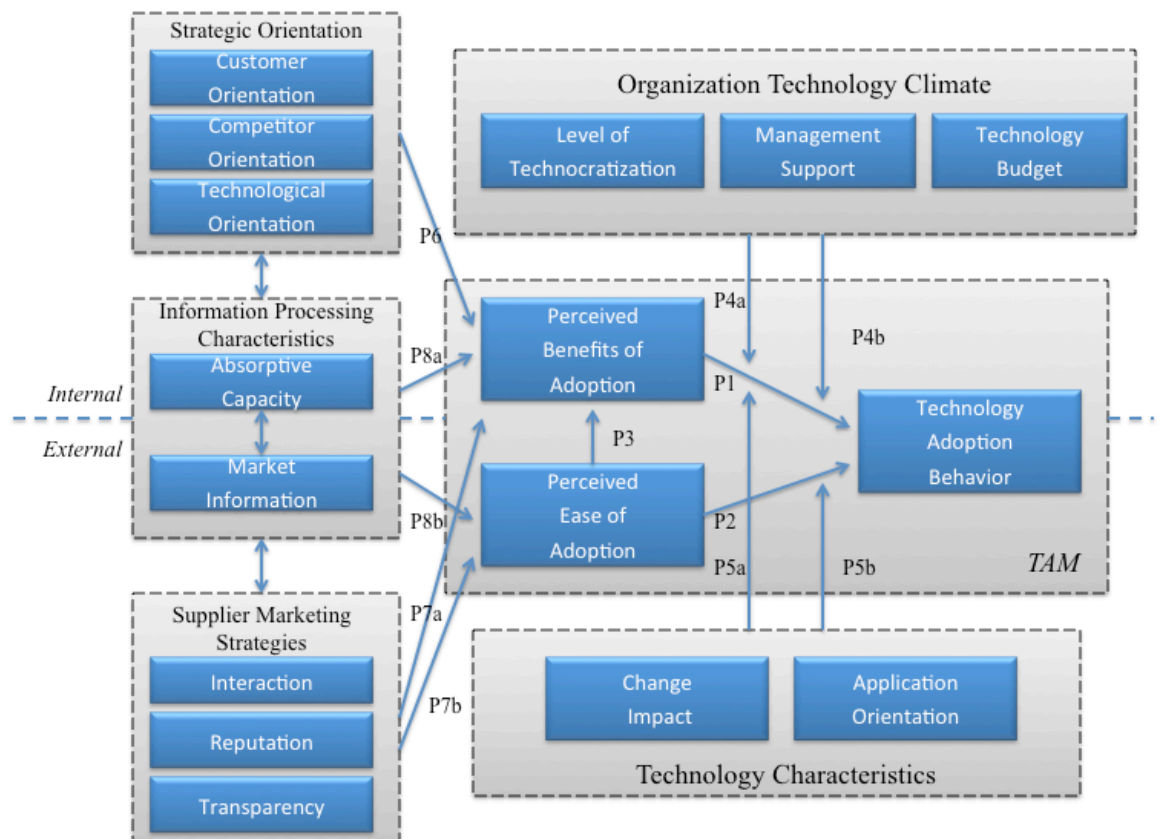 Strategic Orientation
Customer
Orientation
Competitor
Orientation
Technological
Orientation
Organization Technology Climate
Level of
Technocratization
Management
Support
Technology
Budget
P6
Information Processing
Characteristics
Absorptive
Capacity
Market
Information
Internal
External
P8a
P8b
Perceived
Benefits of
Adoption
P4a
P4b
P1
P3
Perceived
Ease of
Adoption
P2
P5a
P5b
Technology
Adoption
Behavior
TAM
Supplier Marketing
Strategies
Interaction
Reputation
Transparency
P7a
P7b
Change
Impact
Application
Orientation
Technology Characteristics